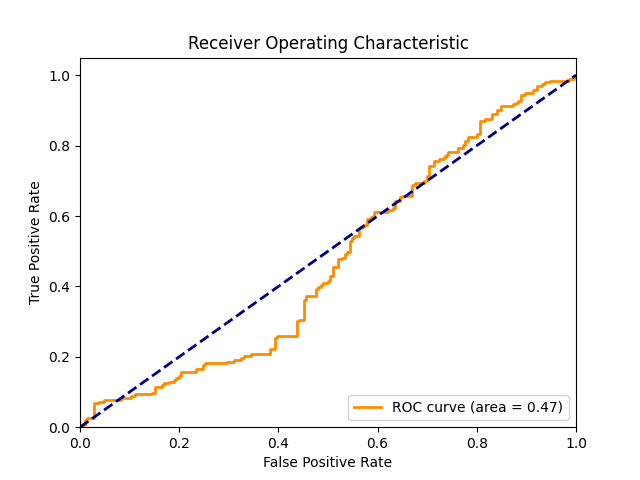 Receiver Operating Characteristic
True Positive Rate
1.0
0.8
0.6
0.4
0.2
0.0
ROC curve (area = 0.47)
0.0 0.2 0.4 0.6 0.8 1.0
False Positive Rate